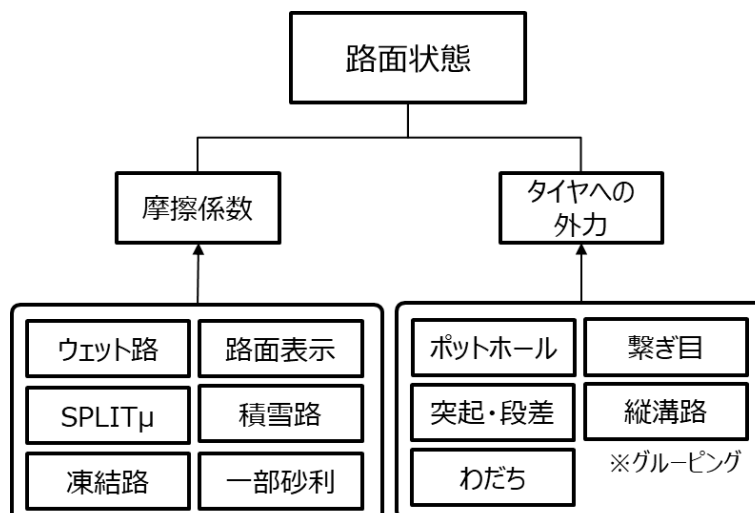 路面状態
摩擦係数
タイヤへの
外力
ウェット路
路面表示
SPLITμ
積雪路
凍結路
一部砂利
ポットホール
繋ぎ目
突起・段差
縦溝路
わだち
※グルーピング